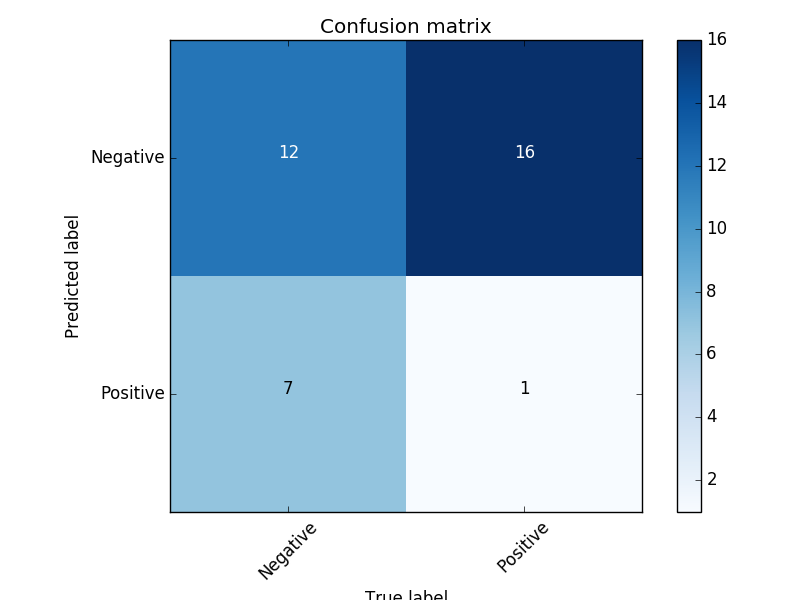 Confusion matrix
Negative
12
16
Predicted label
Positive
7
1
Negative
Positive
True label
16
14
12
10
8
6
4
2